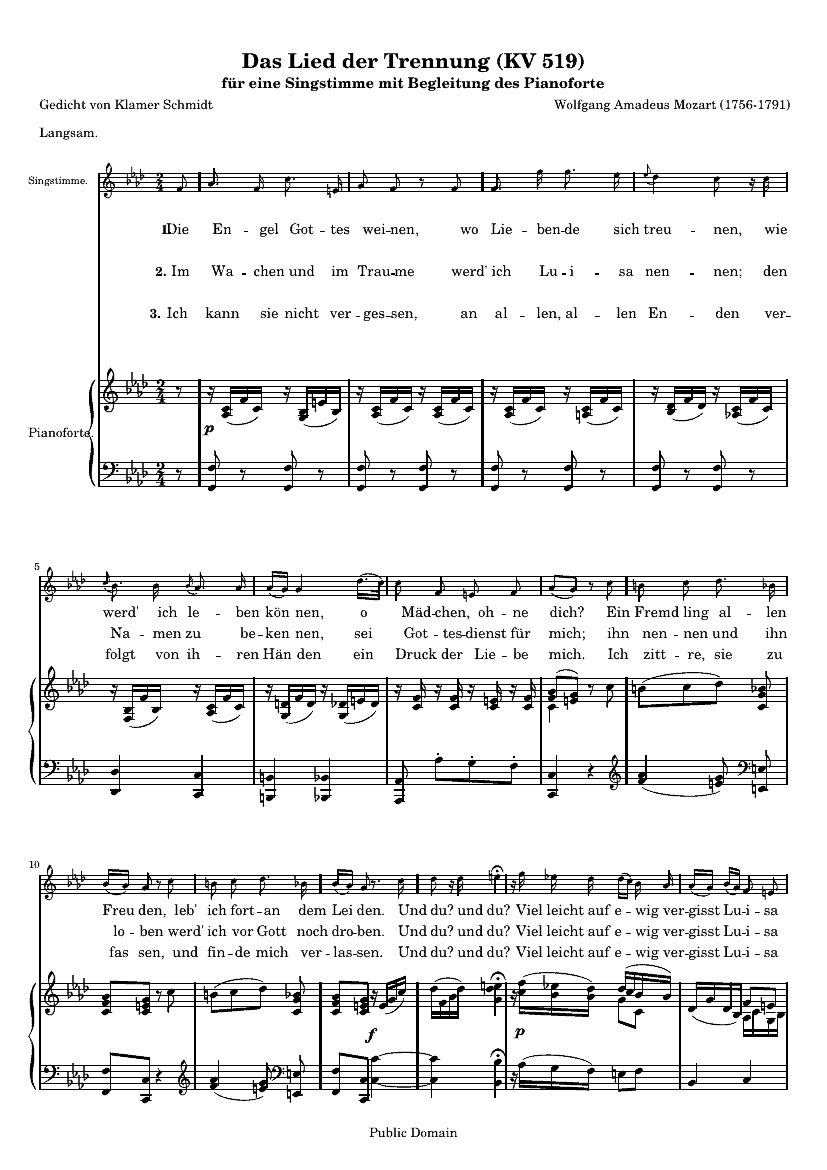 Das Lied der Trennung (KV 519)
für eine Singstimme mit Begleitung des Pianoforte
Gedicht von Klamer Schmidt
Wolfgang Amadeus Mozart (1756-1791)
Langsam.
Singstimme.
1. Die En - gel Got - tes wei-nen, wo Lie - ben-de sich treu - nen, wie
2. Im Wa - chen und im Trau-me werd' ich Lu - i - sa nen - nen; den
3. Ich kann sie nicht ver - ges-sen, an al - len, al - len En - den ver-
Pianoforte.
p
5
werd' ich le - ben kön nen, o Mäd-chen, oh - ne dich? Ein Fremd ling al - len
Na - men zu be - ken nen, sei Got - tes-dienst für mich; ihn nen - nen und ihn
folgt von ih - ren Hän den ein Druck der Lie - be mich. Ich zitt - re, sie zu
10
Freu den, leb' ich fort-an dem Lei den. Und du? und du? Viel leicht auf e - wig ver-gisst Lu-i - sa
lo - ben werd' ich vor Gott noch dro-ben. Und du? und du? Viel leicht auf e - wig ver-gisst Lu-i - sa
fas sen, und fin-de mich ver-las-sen. Und du? und du? Viel leicht auf e - wig ver-gisst Lu-i - sa
f
p
Public Domain